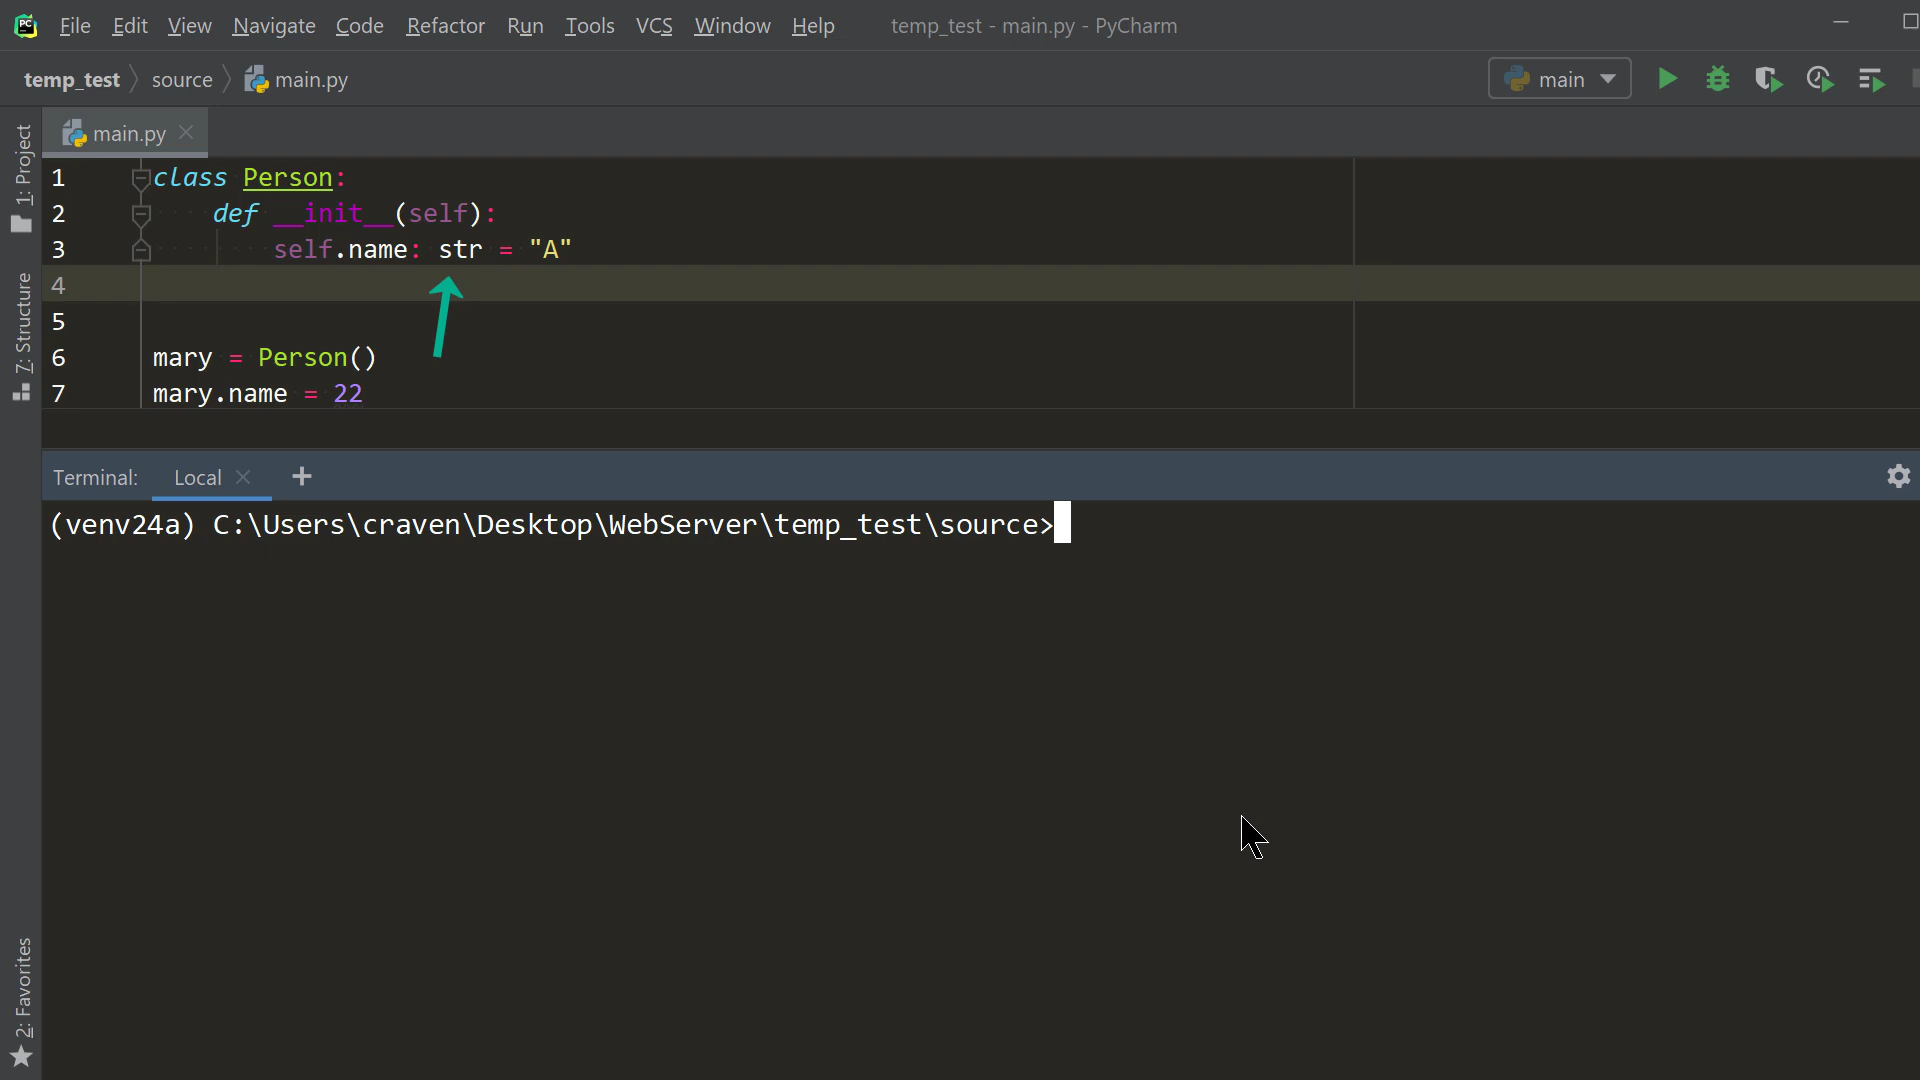 PC File Edit View Navigate Code Refactor Run Tools VCS Window Help temp_test - main.py - PyCharm
temp_test source main.py main
1: Project
7: Structure
2: Favorites
main.py
1 class Person:
2 def __init__(self):
3 self.name: str = "A"
4
5
6 mary = Person()
7 mary.name = 22
Terminal: Local +
(venv24a) C:\Users\craven\Desktop\WebServer\temp_test\source>